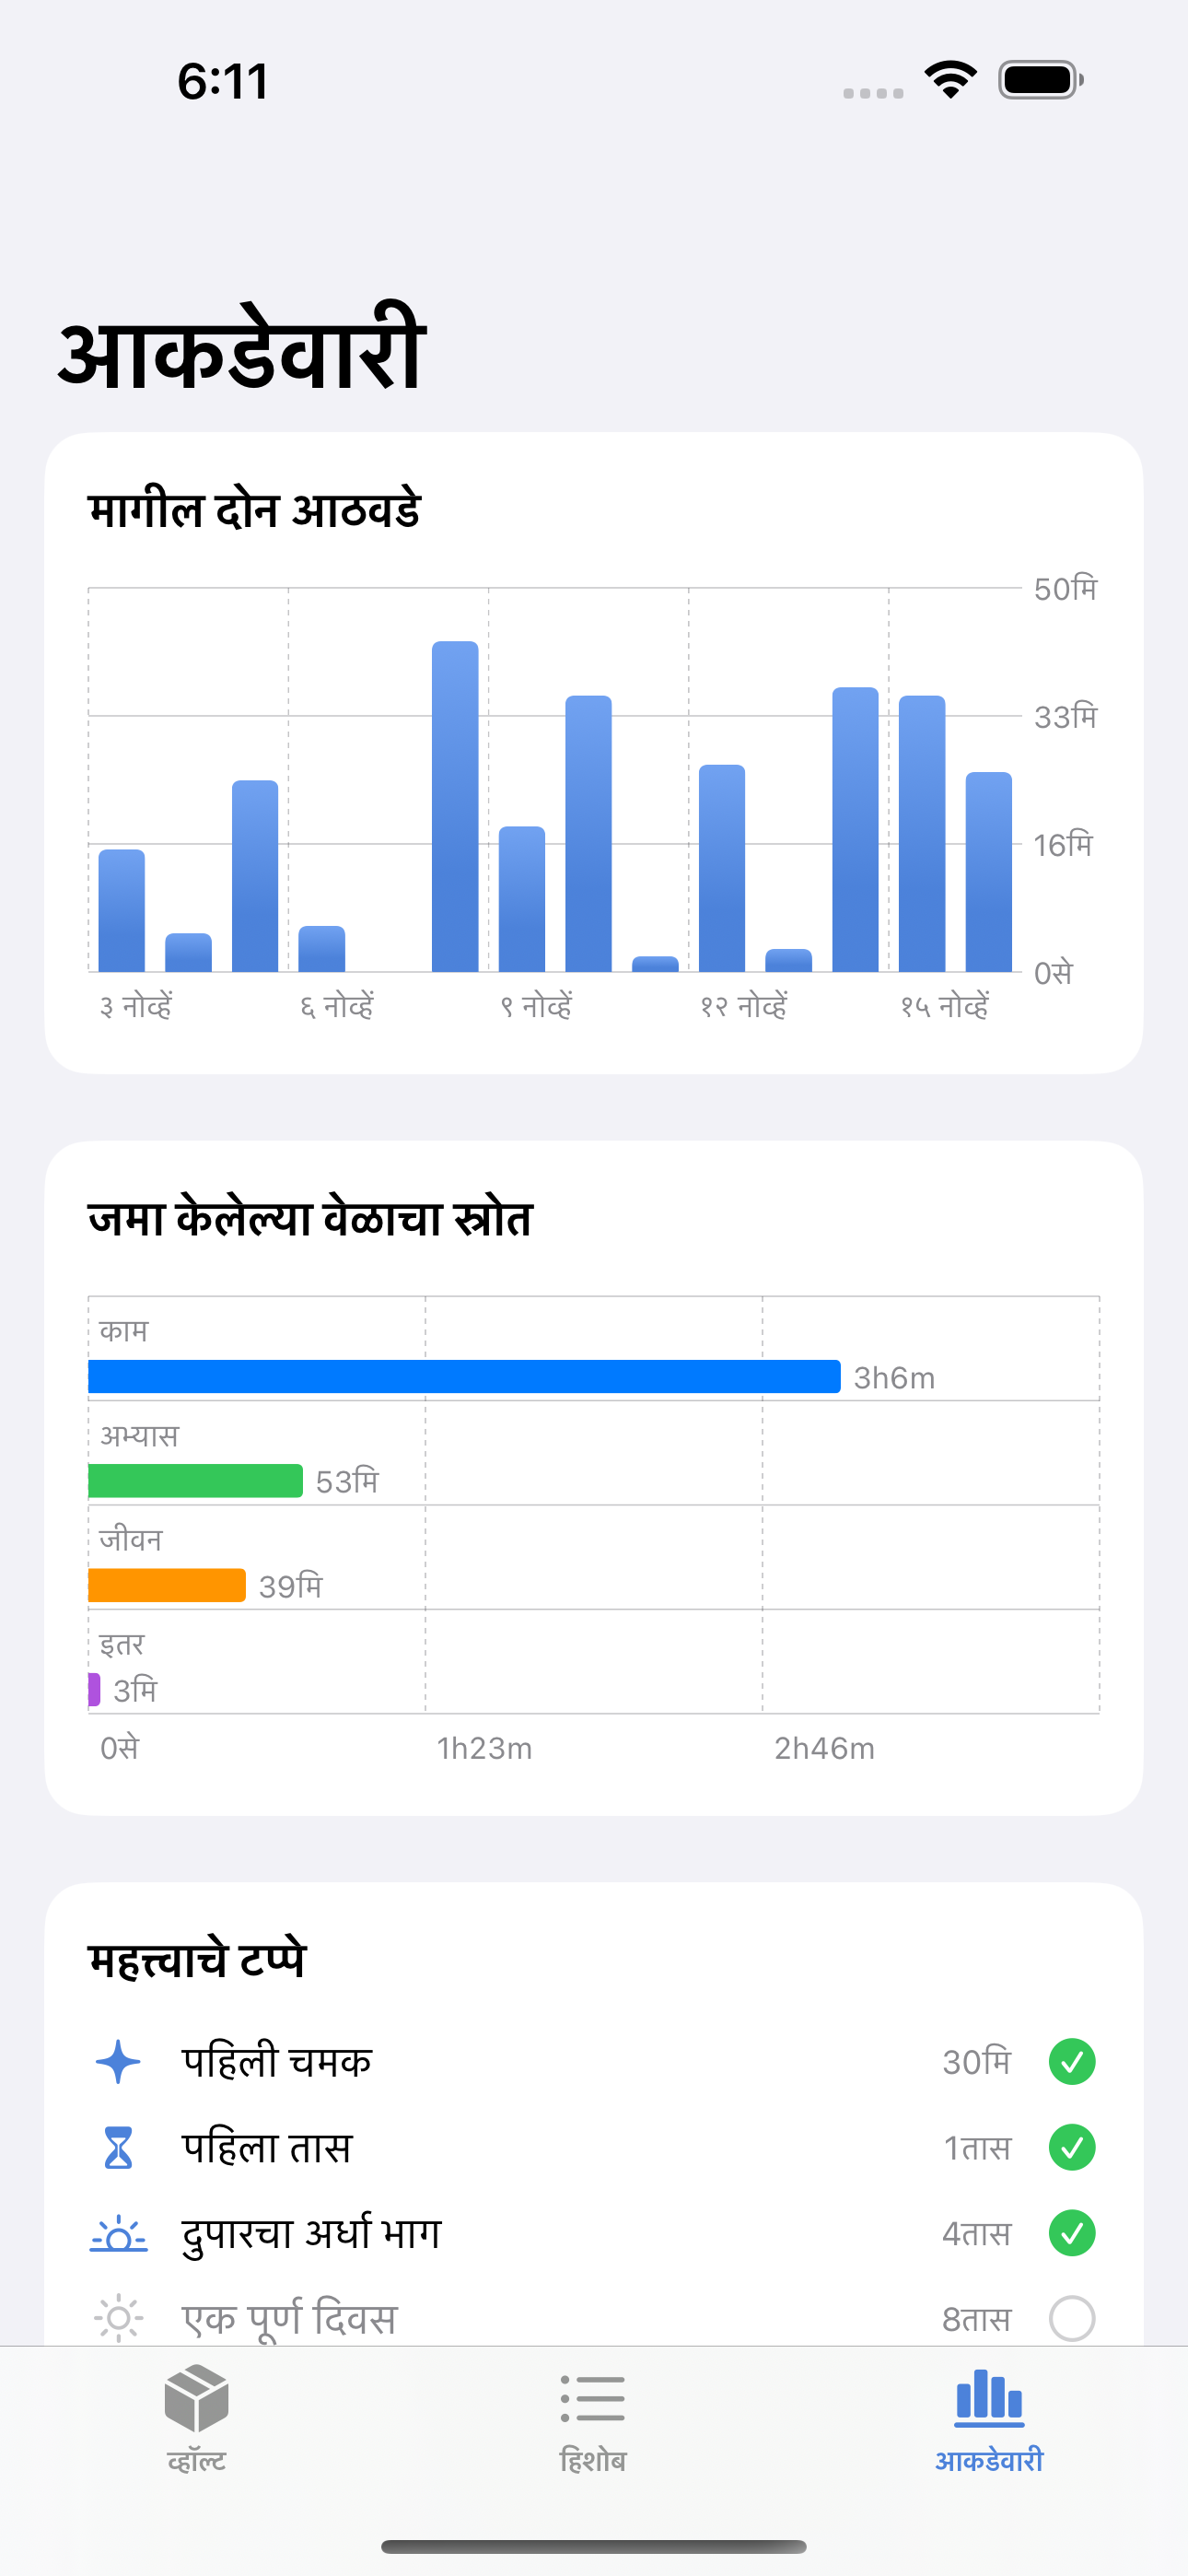 6:11
आकडेवारी
मागील दोन आठवडे
50मि
33मि
16मि
0से
३ नोव्हें ६ नोव्हें ९ नोव्हें १२ नोव्हें १५ नोव्हें
जमा केलेल्या वेळाचा स्रोत
काम
3h6m
अभ्यास
53मि
जीवन
39मि
इतर
3मि
0से 1h23m 2h46m
महत्त्वाचे टप्पे
पहिली चमक 30मि
पहिला तास 1तास
दुपारचा अर्धा भाग 4तास
एक पूर्ण दिवस 8तास
व्हॉल्ट हिशोब आकडेवारी